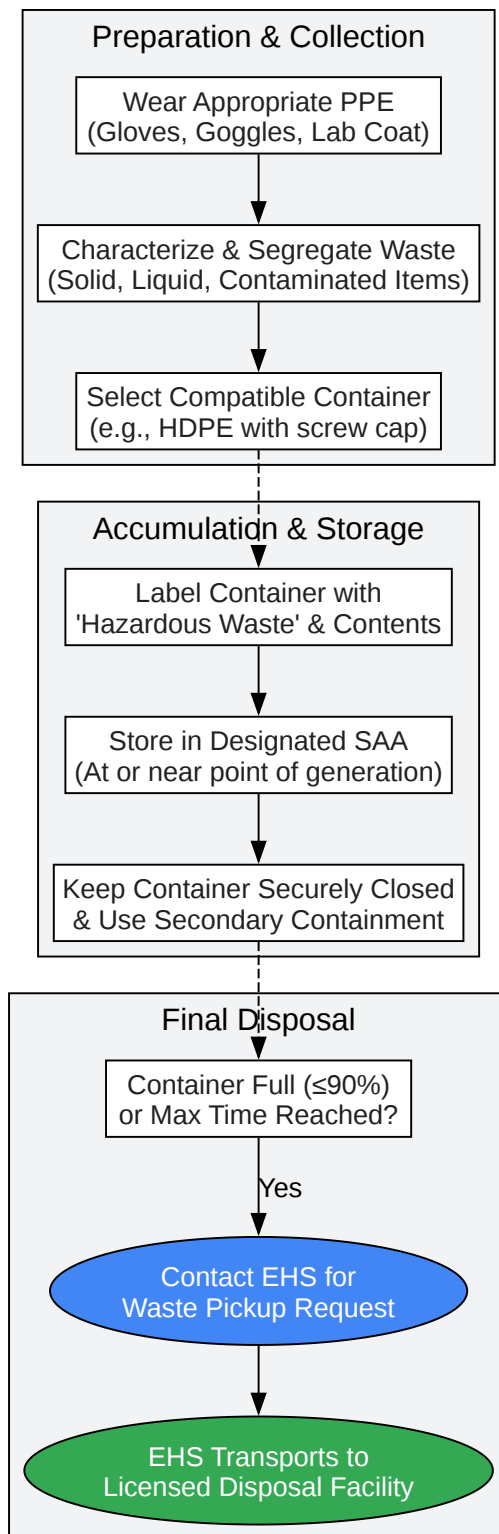 Preparation & Collection
Wear Appropriate PPE
(Gloves, Goggles, Lab Coat)
Characterize & Segregate Waste
(Solid, Liquid, Contaminated Items)
Select Compatible Container
(e.g., HDPE with screw cap)
Accumulation & Storage
Label Container with
'Hazardous Waste' & Contents
Store in Designated SAA
(At or near point of generation)
Keep Container Securely Closed
& Use Secondary Containment
Final Disposal
Container Full (≤90%)
or Max Time Reached?
Yes
Contact EHS for
Waste Pickup Request
EHS Transports to
Licensed Disposal Facility